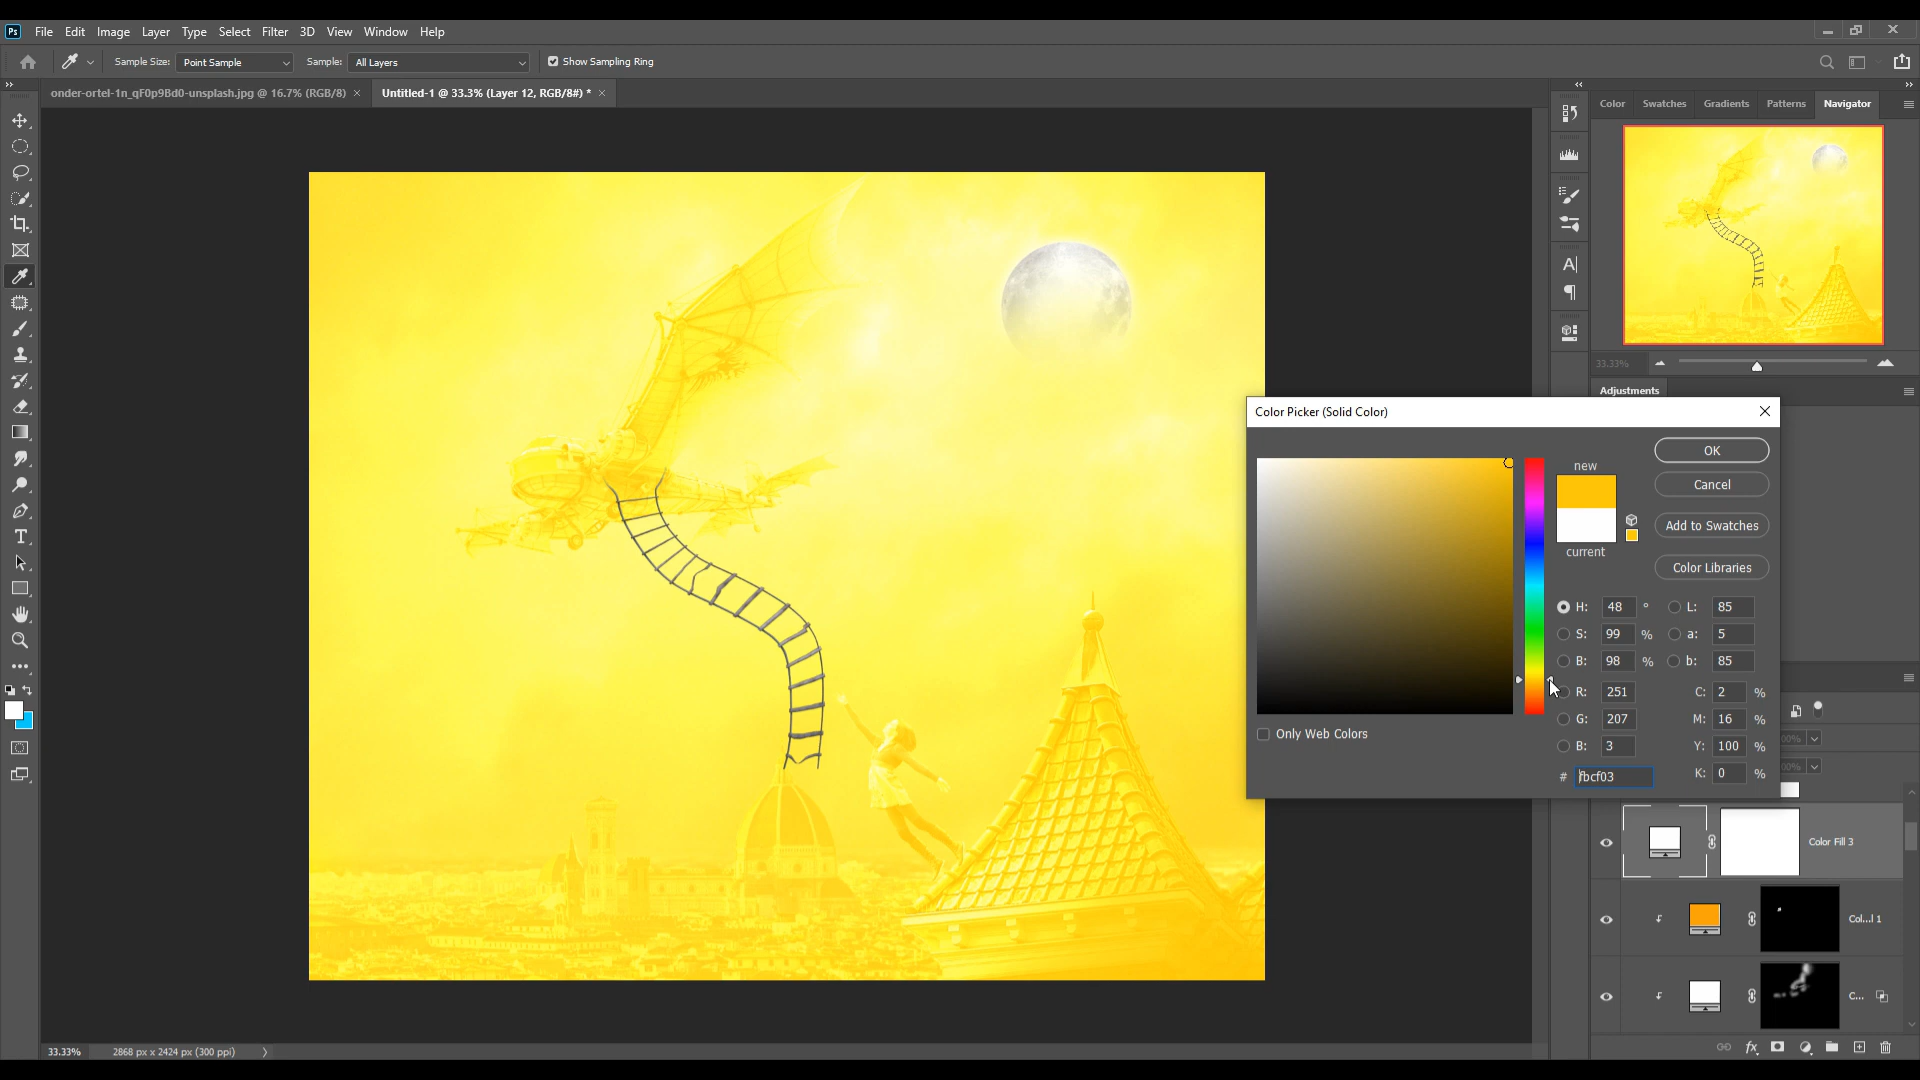 Ps File Edit Image Layer Type Select Filter 3D View Window Help
Sample Size: Point Sample Sample: All Layers Show Sampling Ring
onder-ortel-1n_qF0p9Bd0-unsplash.jpg @ 16.7% (RGB/8) × Untitled-1 @ 33.3% (Layer 12, RGB/8#) * ×
Color Swatches Gradients Patterns Navigator
33.33%
Adjustments
Color Picker (Solid Color)
OK
new
Cancel
Add to Swatches
current
Color Libraries
H: 48 ° L: 85
S: 99 % a: 5
B: 98 % b: 85
R: 251 C: 2 %
G: 207 M: 16 %
Only Web Colors
B: 3 Y: 100 %
# fbcf03 K: 0 %
Color Fill 3
Col...l 1
C...
33.33% 2868 px x 2424 px (300 ppi)
fx